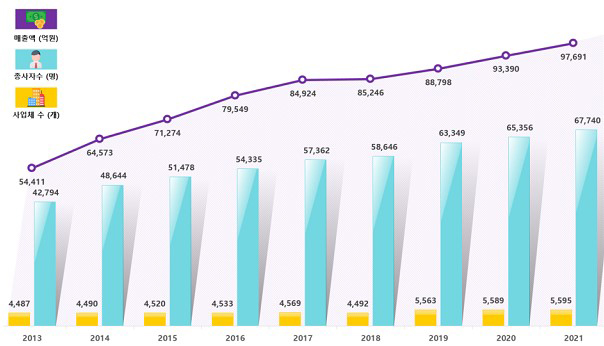 매출액 (억원)
종사자수 (명)
사업체 수 (개)
54,411 64,573 71,274 79,549 84,924 85,246 88,798 93,390 97,691
42,794 48,644 51,478 54,335 57,362 58,646 63,349 65,356 67,740
4,487 4,490 4,520 4,533 4,569 4,492 5,563 5,589 5,595
2013 2014 2015 2016 2017 2018 2019 2020 2021